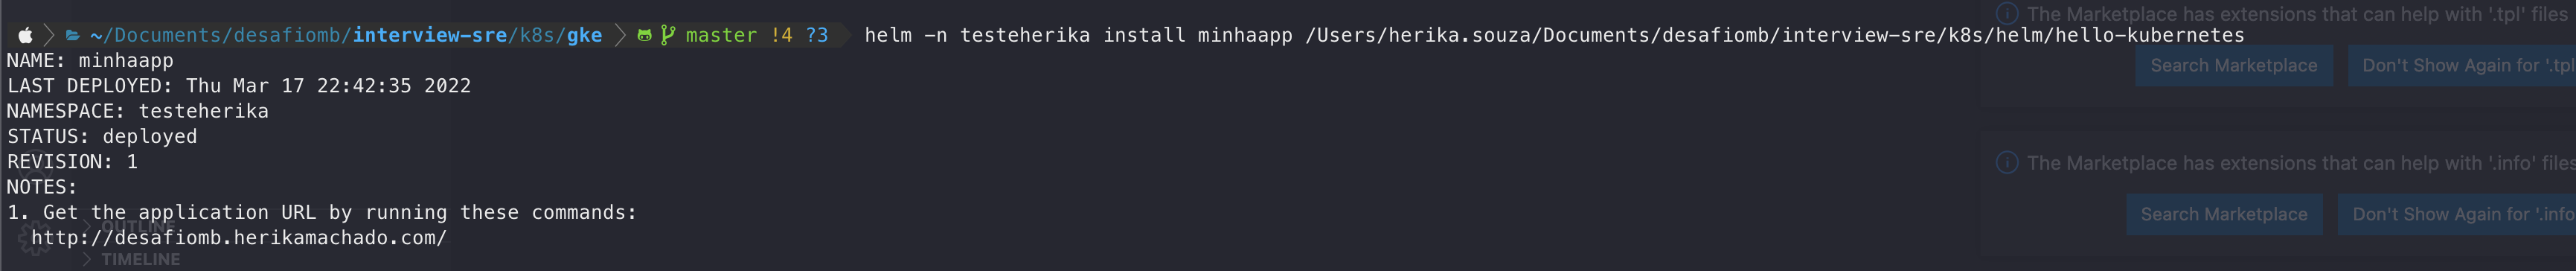 ~/Documents/desafiomb/interview-sre/k8s/gke master !4 ?3 helm -n testeherika install minhaapp /Users/herika.souza/Documents/desafiomb/interview-sre/k8s/helm/hello-kubernetes
NAME: minhaapp
LAST DEPLOYED: Thu Mar 17 22:42:35 2022
NAMESPACE: testeherika
STATUS: deployed
REVISION: 1
NOTES:
1. Get the application URL by running these commands:
http://desafiomb.herikamachado.com/
OUTLINE
TIMELINE
The Marketplace has extensions that can help with '.tpl' files
Search Marketplace
Don't Show Again for '.tpl
The Marketplace has extensions that can help with '.info' files
Search Marketplace
Don't Show Again for '.info